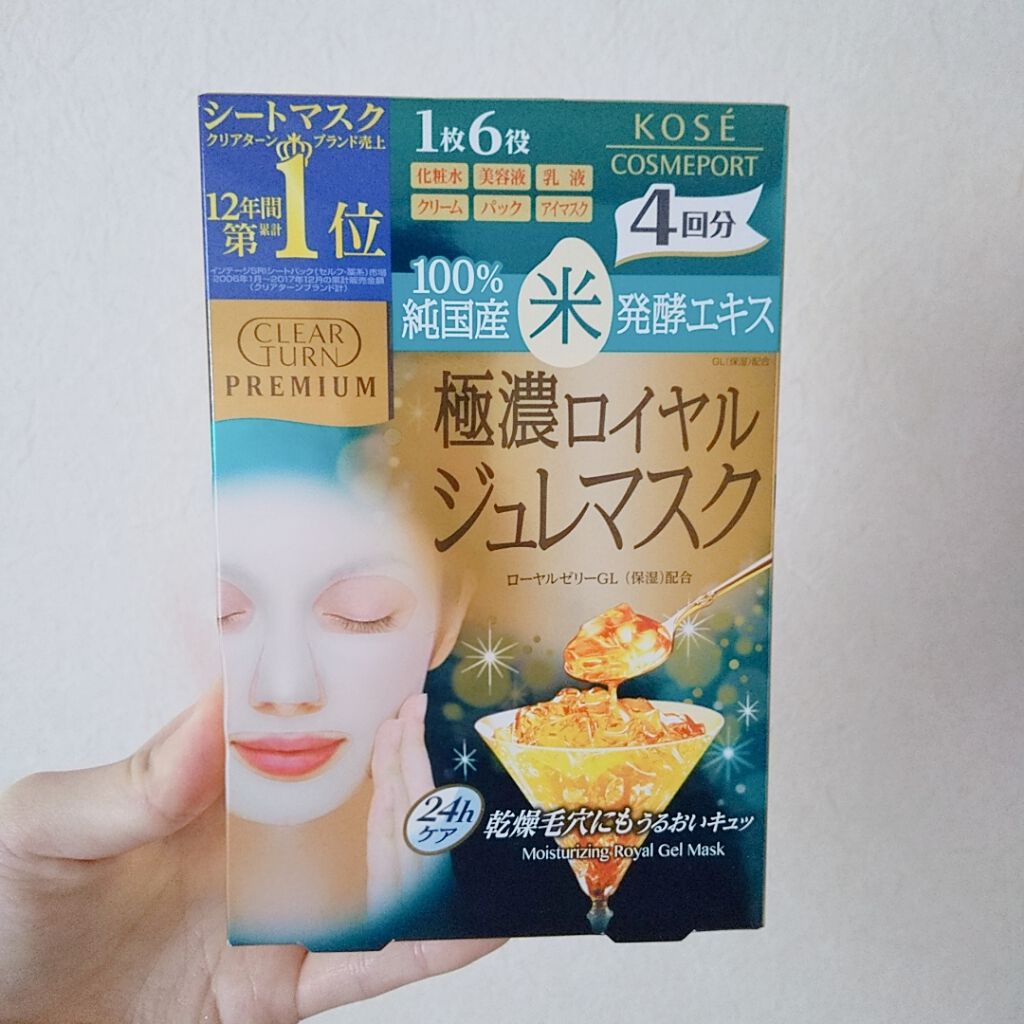 シートマスク
クリアターン ブランド売上
12年間
第1位
累計
インテージSRIシートパック(セルフ・薬系)市場
2006年1月~2017年12月の累計販売金額
(クリアターンブランド計)
CLEAR
TURN
PREMIUM
1枚6役
化粧水 美容液 乳液
クリーム パック アイマスク
KOSÉ
COSMEPORT
4回分
100%
純国産
米
発酵エキス
GL(保湿)配合
極濃ロイヤル
ジュレマスク
ローヤルゼリーGL(保湿)配合
24h
ケア
乾燥毛穴にもうるおいキュッ
Moisturizing Royal Gel Mask